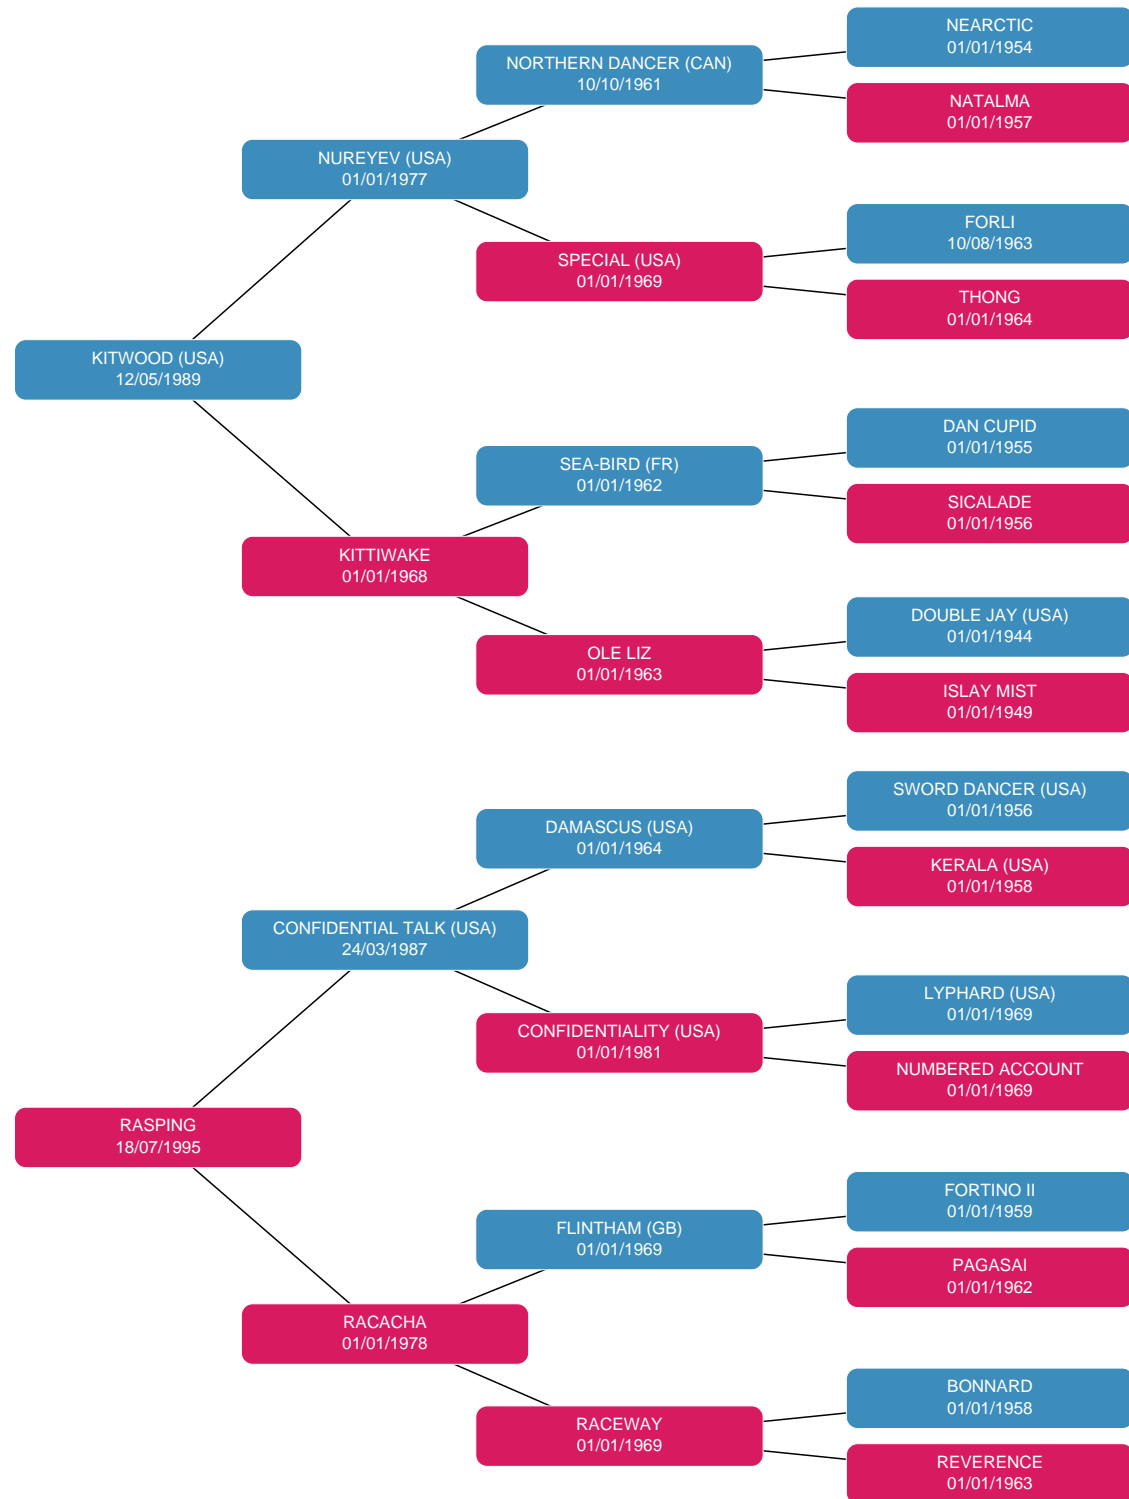 NEARCTIC
01/01/1954
NORTHERN DANCER (CAN)
10/10/1961
NATALMA
01/01/1957
NUREYEV (USA)
01/01/1977
FORLI
10/08/1963
SPECIAL (USA)
01/01/1969
THONG
01/01/1964
KITWOOD (USA)
12/05/1989
DAN CUPID
01/01/1955
SEA-BIRD (FR)
01/01/1962
SICALADE
01/01/1956
KITTIWAKE
01/01/1968
DOUBLE JAY (USA)
01/01/1944
OLE LIZ
01/01/1963
ISLAY MIST
01/01/1949
SWORD DANCER (USA)
01/01/1956
DAMASCUS (USA)
01/01/1964
KERALA (USA)
01/01/1958
CONFIDENTIAL TALK (USA)
24/03/1987
LYPHARD (USA)
01/01/1969
CONFIDENTIALITY (USA)
01/01/1981
NUMBERED ACCOUNT
01/01/1969
RASPING
18/07/1995
FORTINO II
01/01/1959
FLINTHAM (GB)
01/01/1969
PAGASAI
01/01/1962
RACACHA
01/01/1978
BONNARD
01/01/1958
RACEWAY
01/01/1969
REVERENCE
01/01/1963